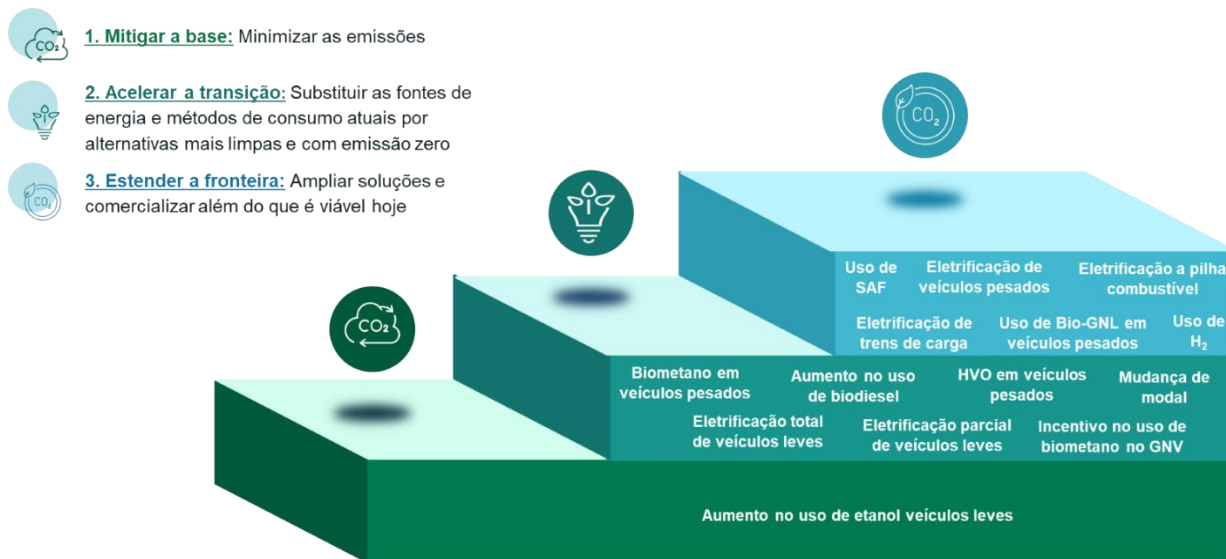 1. Mitigar a base: Minimizar as emissões
CO₂
2. Acelerar a transição: Substituir as fontes de
energia e métodos de consumo atuais por
alternativas mais limpas e com emissão zero
3. Estender a fronteira: Ampliar soluções e
comercializar além do que é viável hoje
CO₂
CO₂
CO₂
Uso de
SAF
Eletrificação de
veículos pesados
Eletrificação a pilha
combustível
Eletrificação de
trens de carga
Uso de Bio-GNL em
veículos pesados
Uso de
H₂
Biometano em
veículos pesados
Aumento no uso
de biodiesel
HVO em veículos
pesados
Mudança de
modal
Eletrificação total
de veículos leves
Eletrificação parcial
de veículos leves
Incentivo no uso de
biometano no GNV
Aumento no uso de etanol veículos leves